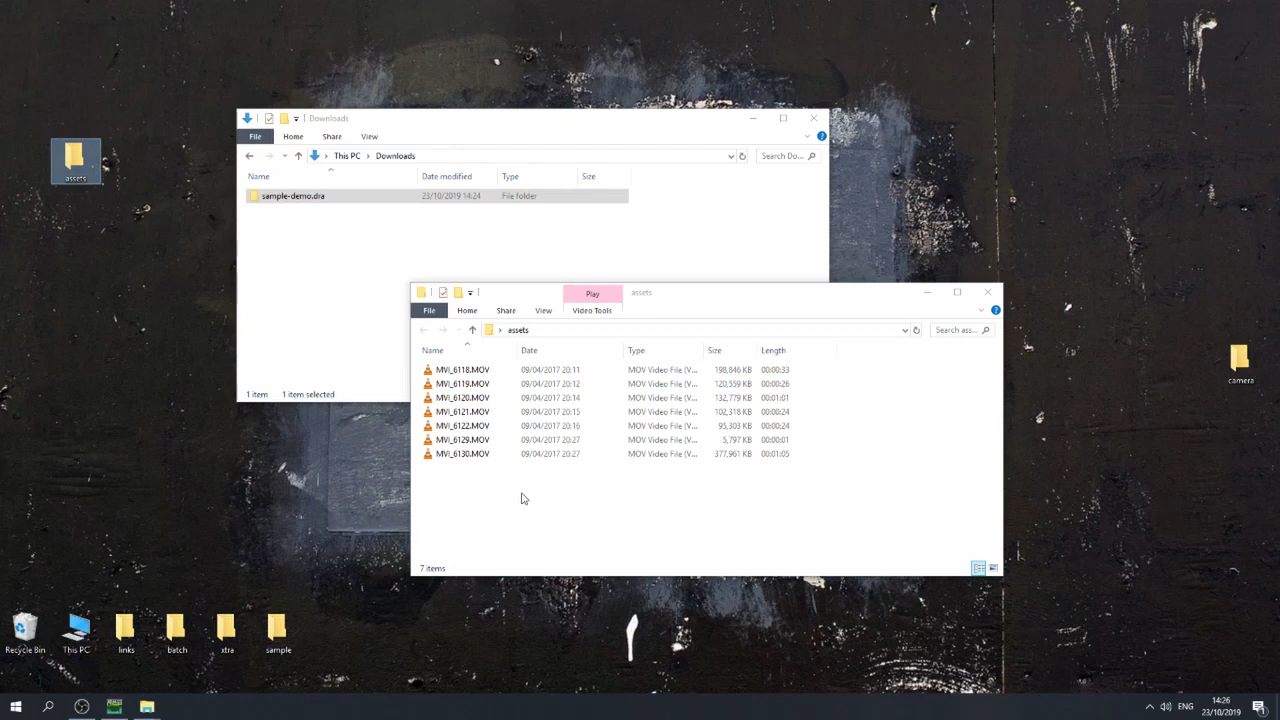 assets
Downloads
File Home Share View
This PC Downloads
Search Do...
Name Date modified Type Size
sample-demo.dra 23/10/2019 14:24 File folder
1 item 1 item selected
Play assets
File Home Share View Video Tools
assets
Search ass...
Name Date Type Size Length
MVI_6118.MOV 09/04/2017 20:11 MOV Video File (V... 198,846 KB 00:00:33
MVI_6119.MOV 09/04/2017 20:12 MOV Video File (V... 120,559 KB 00:00:26
MVI_6120.MOV 09/04/2017 20:14 MOV Video File (V... 132,779 KB 00:01:01
MVI_6121.MOV 09/04/2017 20:15 MOV Video File (V... 102,318 KB 00:00:24
MVI_6122.MOV 09/04/2017 20:16 MOV Video File (V... 95,303 KB 00:00:24
MVI_6129.MOV 09/04/2017 20:27 MOV Video File (V... 5,797 KB 00:00:01
MVI_6130.MOV 09/04/2017 20:27 MOV Video File (V... 377,961 KB 00:01:05
7 items
camera
Recycle Bin This PC links batch xtra sample
ENG
14:26
23/10/2019